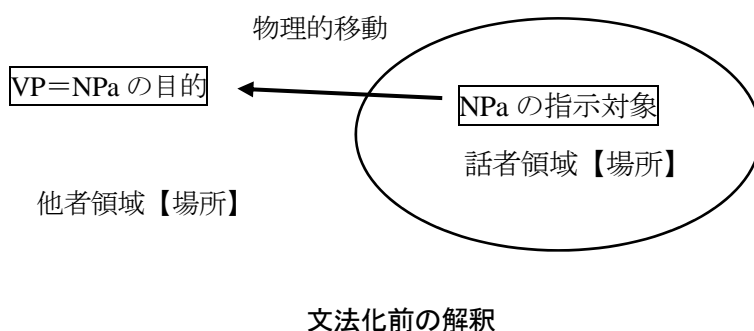 物理的移動
VP＝NPa の目的
NPa の指示対象
話者領域【場所】
他者領域【場所】
文法化前の解釈